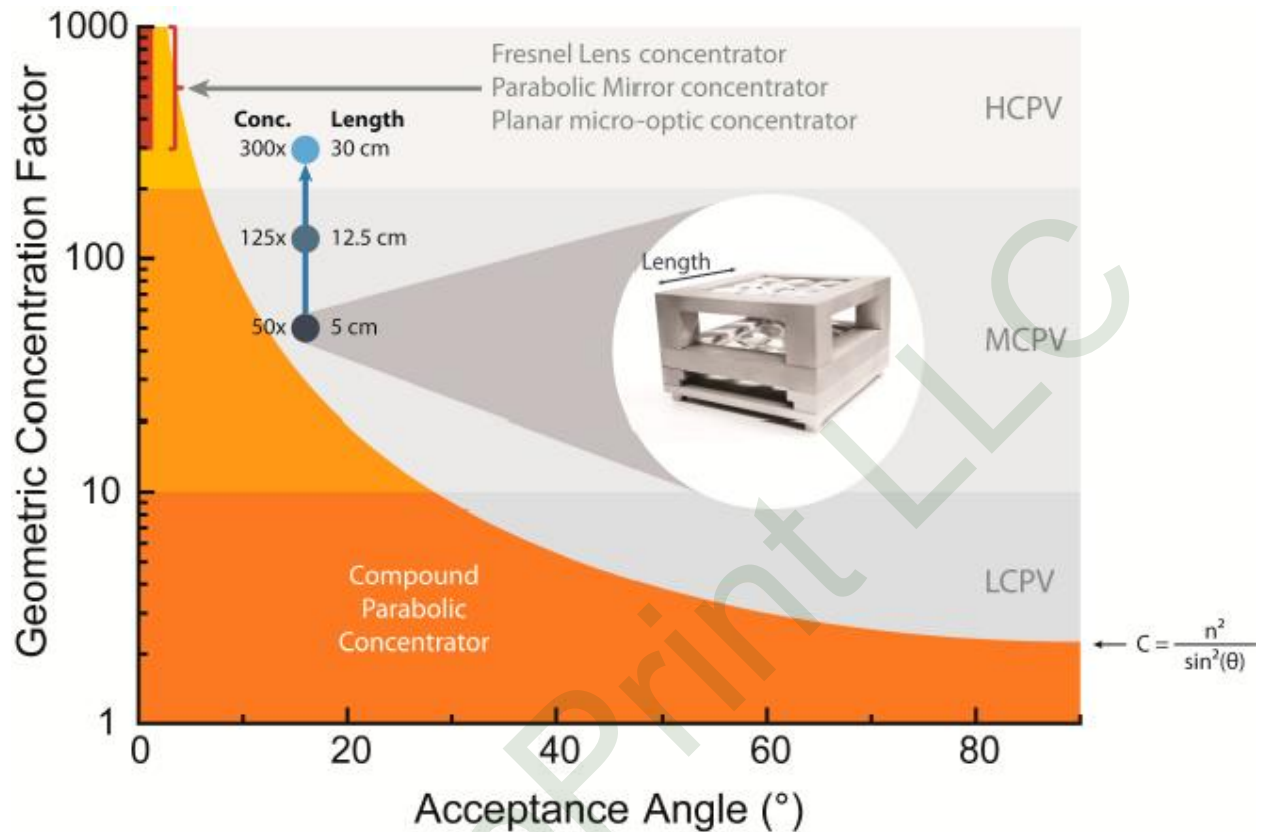 Geometric Concentration Factor
1000
100
10
1
Fresnel Lens concentrator
Parabolic Mirror concentrator
Planar micro-optic concentrator
HCPV
Conc. Length
300x 30 cm
125x 12.5 cm
50x 5 cm
Length
MCPV
LCPV
Compound
Parabolic
Concentrator
C = n²
sin²(θ)
0 20 40 60 80
Acceptance Angle (°)
Print LLC